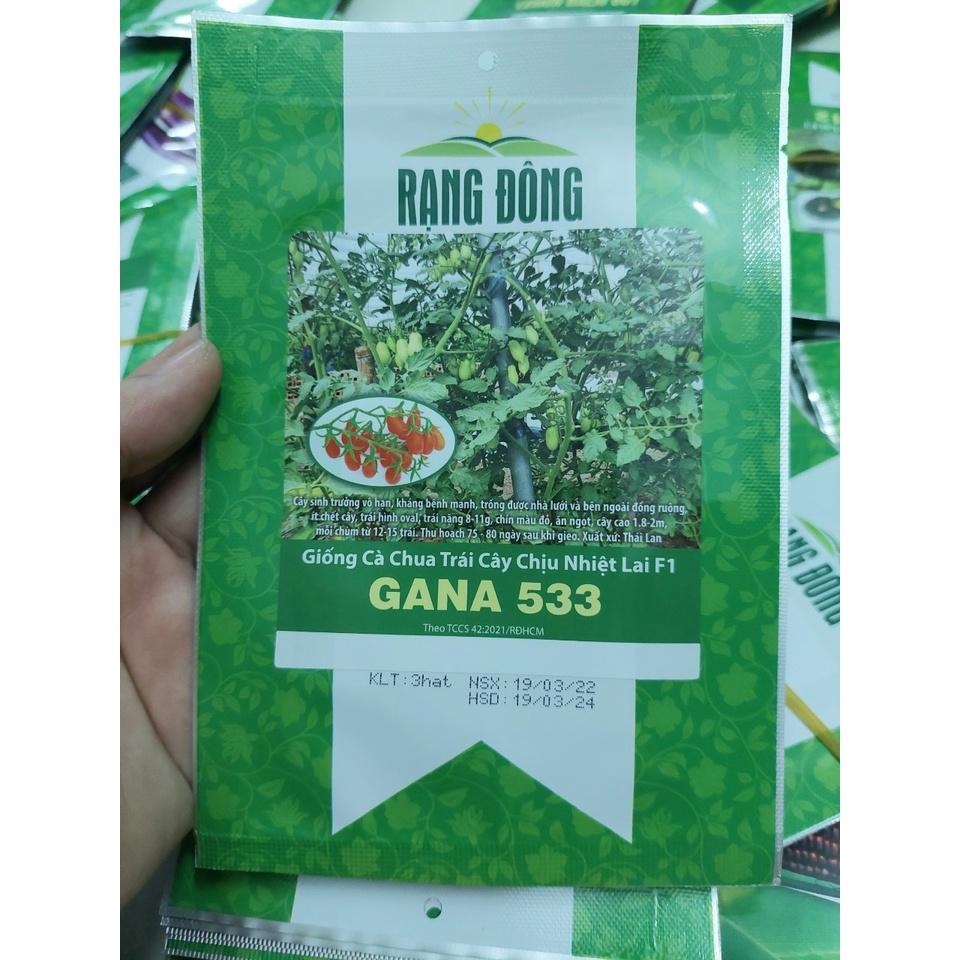 RẠNG ĐÔNG
Cây sinh trưởng vô hạn, kháng bệnh mạnh, trồng được nhà lưới và bên ngoài đồng ruộng,
ít chết cây, trái hình oval, trái nặng 8-11g, chín màu đỏ, ăn ngọt, cây cao 1.8-2m,
mỗi chùm từ 12-15 trái. Thu hoạch 75 - 80 ngày sau khi gieo. Xuất xứ: Thái Lan
Giống Cà Chua Trái Cây Chịu Nhiệt Lai F1
GANA 533
Theo TCCS 42:2021/RĐHCM
KLT:3hat NSX:19/03/22
HSD:19/03/24
RẠNG ĐÔNG